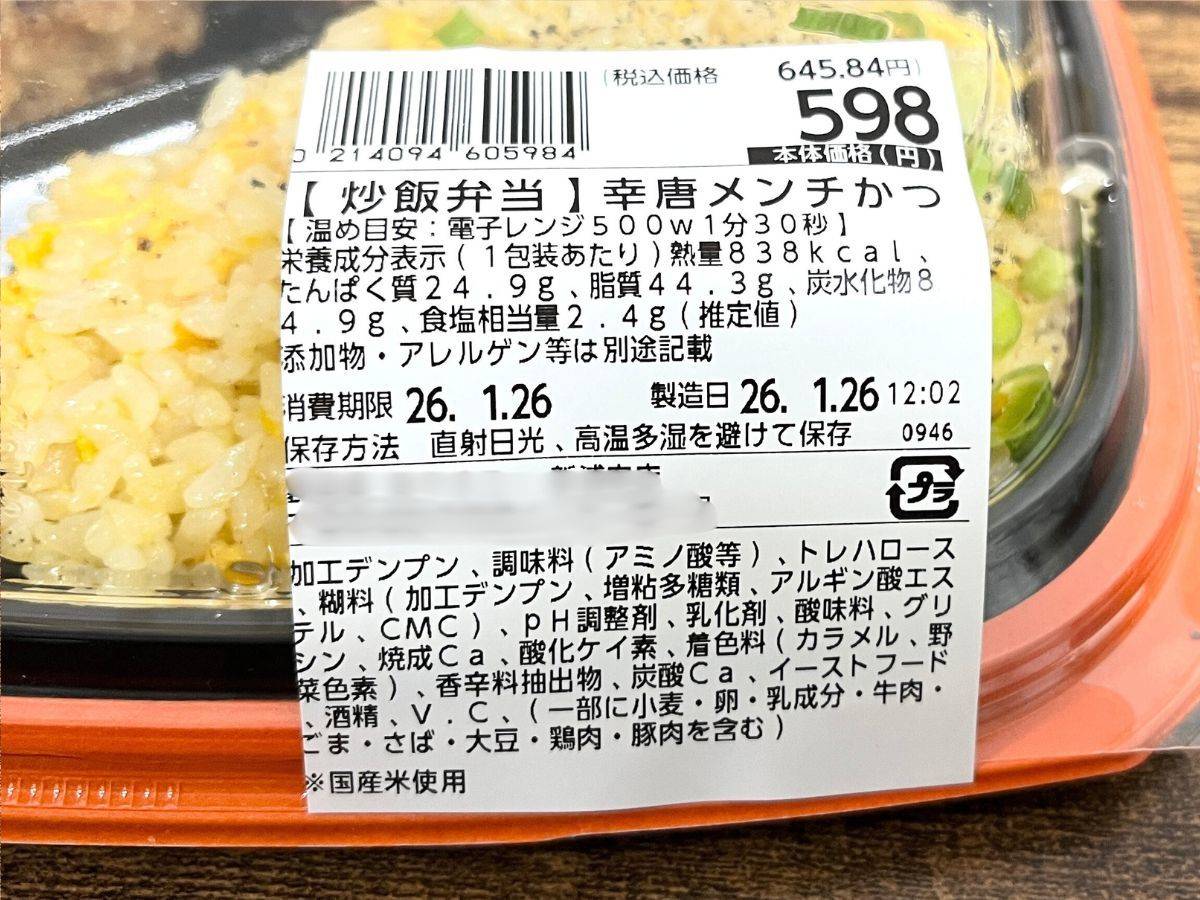 (税込価格 645.84円)
598
0 214094 605984
本体価格(円)
【炒飯弁当】幸唐メンチかつ
【温め目安:電子レンジ500w1分30秒】
栄養成分表示(1包装あたり)熱量838kcal、
たんぱく質24.9g、脂質44.3g、炭水化物8
4.9g、食塩相当量2.4g(推定値)
添加物・アレルゲン等は別途記載
消費期限 26. 1.26 製造日 26. 1.26 12:02
保存方法 直射日光、高温多湿を避けて保存 0946
プラ
加工デンプン、調味料(アミノ酸等)、トレハロース
、糊料(加工デンプン、増粘多糖類、アルギン酸エス
テル、CMC)、pH調整剤、乳化剤、酸味料、グリ
シン、焼成Ca、酸化ケイ素、着色料(カラメル、野
菜色素)、香辛料抽出物、炭酸Ca、イーストフード
、酒精、V.C、(一部に小麦・卵・乳成分・牛肉・
ごま・さば・大豆・鶏肉・豚肉を含む)
※国産米使用